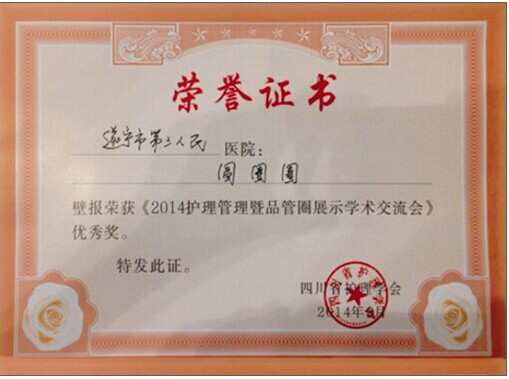 荣誉证书
遂宁市第三人民医院：
圆圆圈
壁报荣获《2014护理管理暨品管圈展示学术交流会》
优秀奖。
特发此证。
四川省护理学会
2014年9月